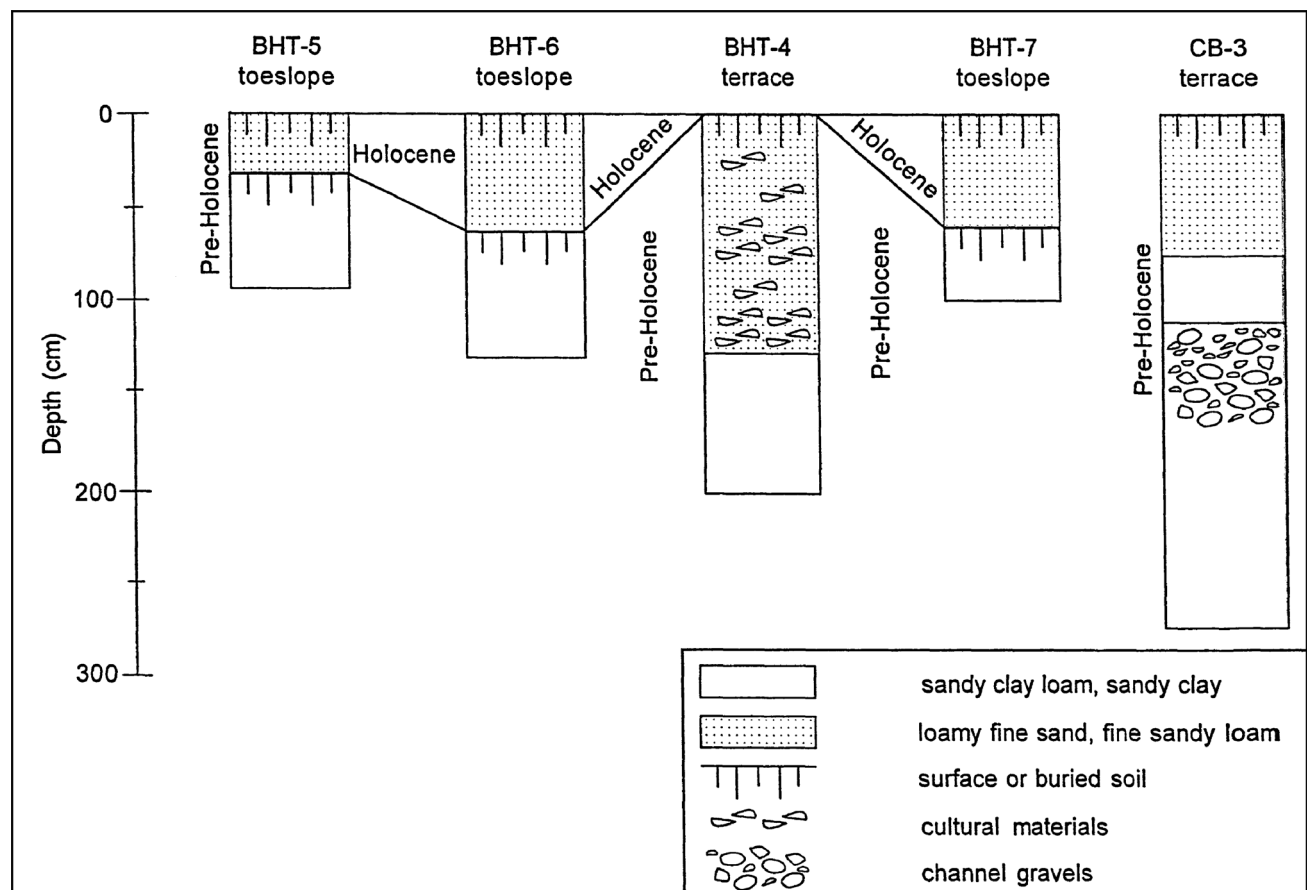 BHT-5
toeslope
BHT-6
toeslope
BHT-4
terrace
BHT-7
toeslope
CB-3
terrace
Depth (cm)
0
100
200
300
Pre-Holocene
Holocene
Holocene
Pre-Holocene
Holocene
Pre-Holocene
Pre-Holocene
sandy clay loam, sandy clay
loamy fine sand, fine sandy loam
surface or buried soil
cultural materials
channel gravels